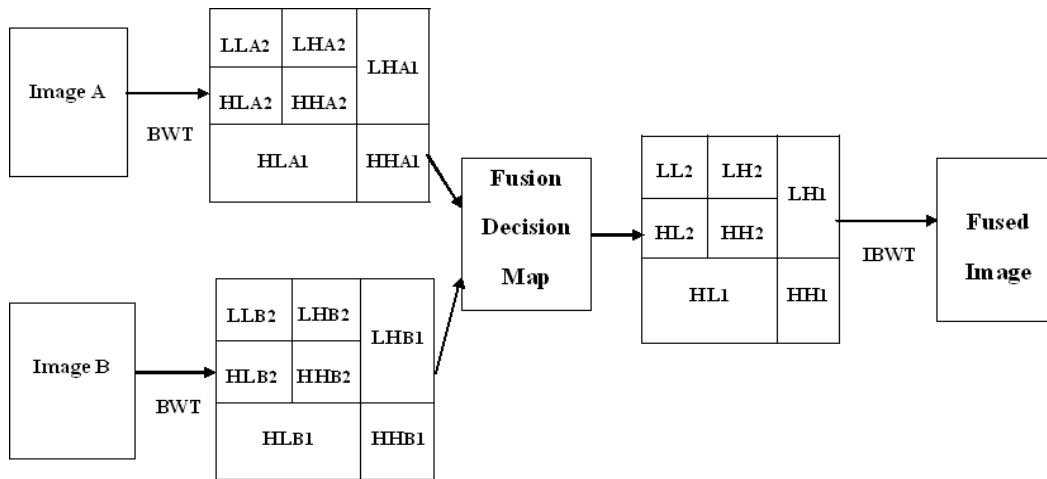 Image A
BWT
LLA2 LHA2
LHA1
HLA2 HHA2
HLA1 HHA1
Image B
BWT
LLB2 LHB2
LHB1
HLB2 HHB2
HLB1 HHB1
Fusion
Decision
Map
LL2 LH2
LH1
HL2 HH2
HL1 HH1
IBWT
Fused
Image